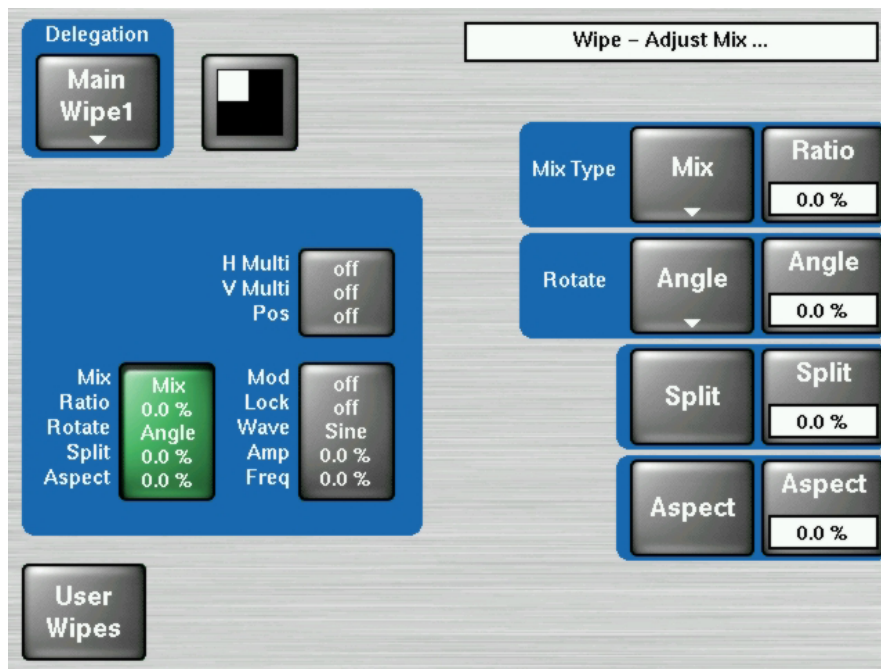 Delegation
Main
Wipe1
Wipe – Adjust Mix ...
Mix Type
Mix
Ratio
0.0 %
Rotate
Angle
Angle
0.0 %
Split
Split
0.0 %
Aspect
Aspect
0.0 %
H Multi off
V Multi off
Pos off
Mix Mix
Ratio 0.0 %
Rotate Angle
Split 0.0 %
Aspect 0.0 %
Mod off
Lock off
Wave Sine
Amp 0.0 %
Freq 0.0 %
User
Wipes